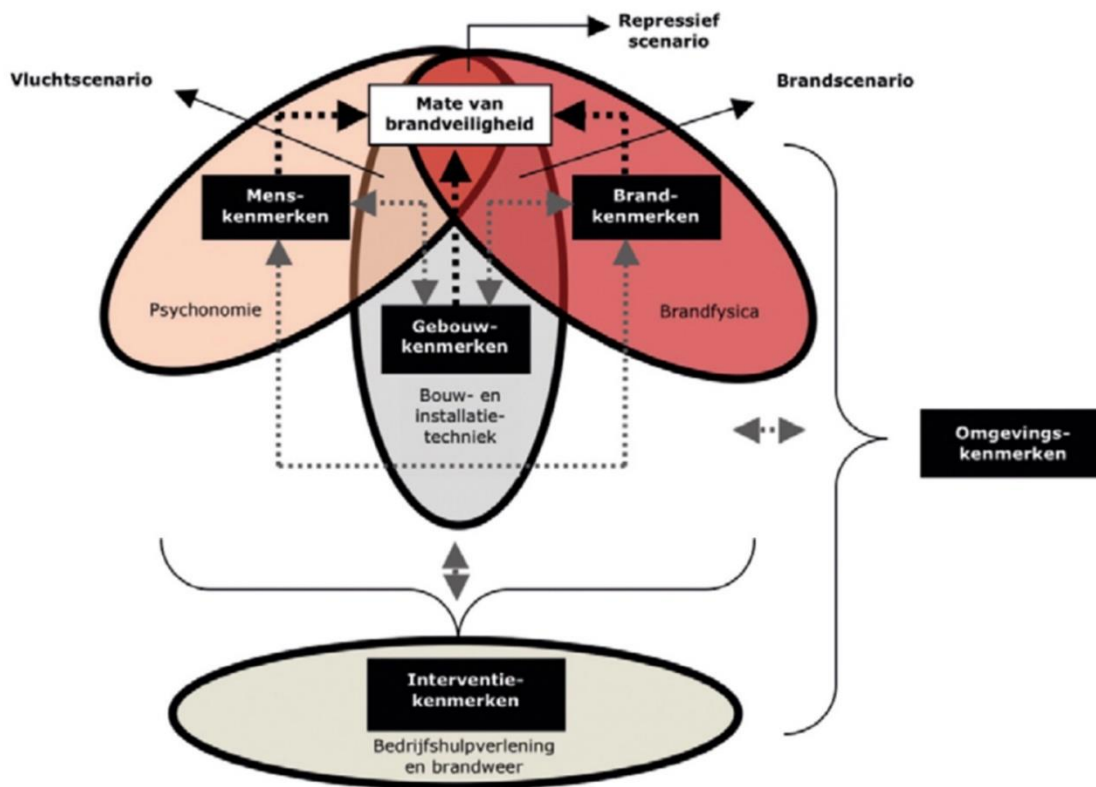 Repressief
scenario
Vluchtscenario
Brandscenario
Mate van
brandveiligheid
Mens-
kenmerken
Brand-
kenmerken
Psychonomie
Brandfysica
Gebouw-
kenmerken
Bouw- en
installatie-
techniek
Omgevings-
kenmerken
Interventie-
kenmerken
Bedrijfshulpverlening
en brandweer